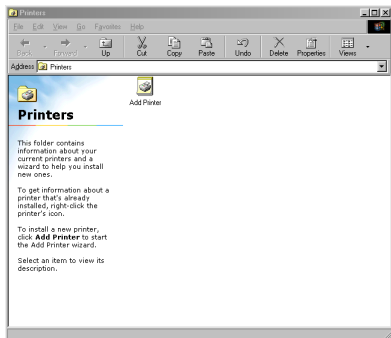 Printers
File Edit View Go Favorites Help
Back Forward Up Cut Copy Paste Undo Delete Properties Views
Address Printers
Add Printer
Printers
This folder contains
information about your
current printers and a
wizard to help you install
new ones.
To get information about a
printer that's already
installed, right-click the
printer's icon.
To install a new printer,
click Add Printer to start
the Add Printer wizard.
Select an item to view its
description.